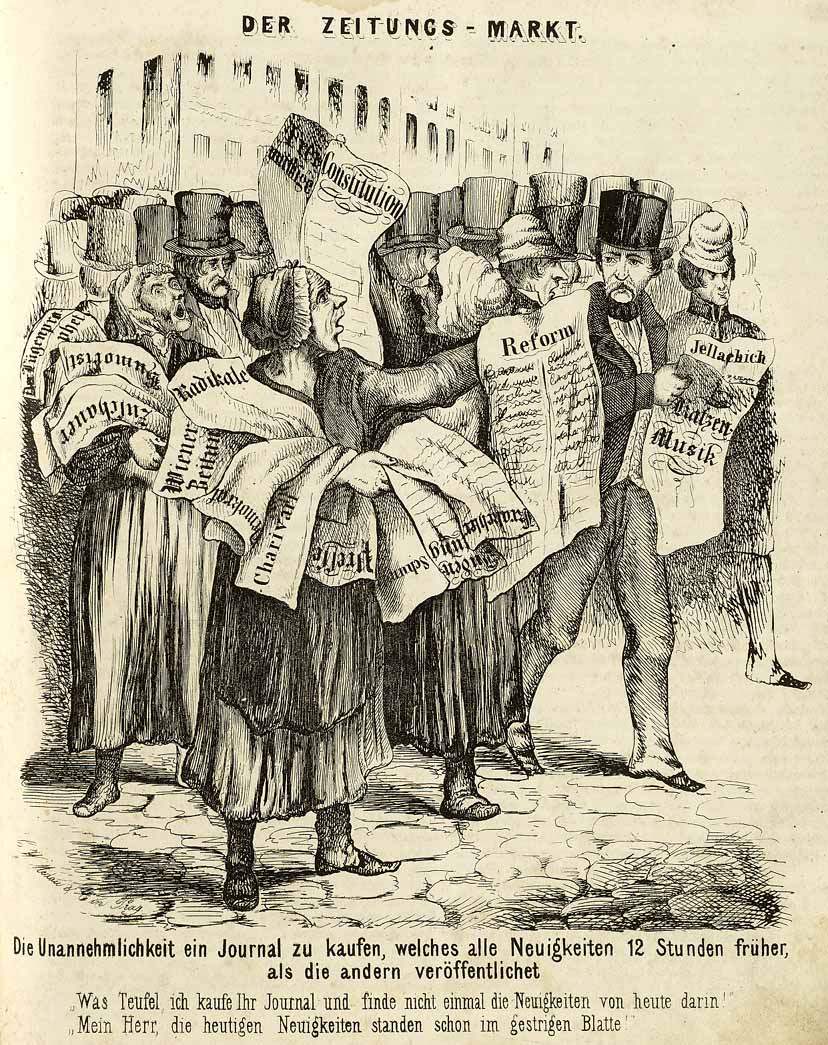 DER ZEITUNGS - MARKT.
Constitution
Reform
Jellachich
Katzen
Musik
Humorist
Zuschauer
Radikale
Wiener
Charivari
Presse
Die Unannehmlichkeit ein Journal zu kaufen, welches alle Neuigkeiten 12 Stunden früher,
als die andern veröffentlichet
„Was Teufel ich kaufe Ihr Journal und finde nicht einmal die Neuigkeiten von heute darin!"
„Mein Herr, die heutigen Neuigkeiten standen schon im gestrigen Blatte!"